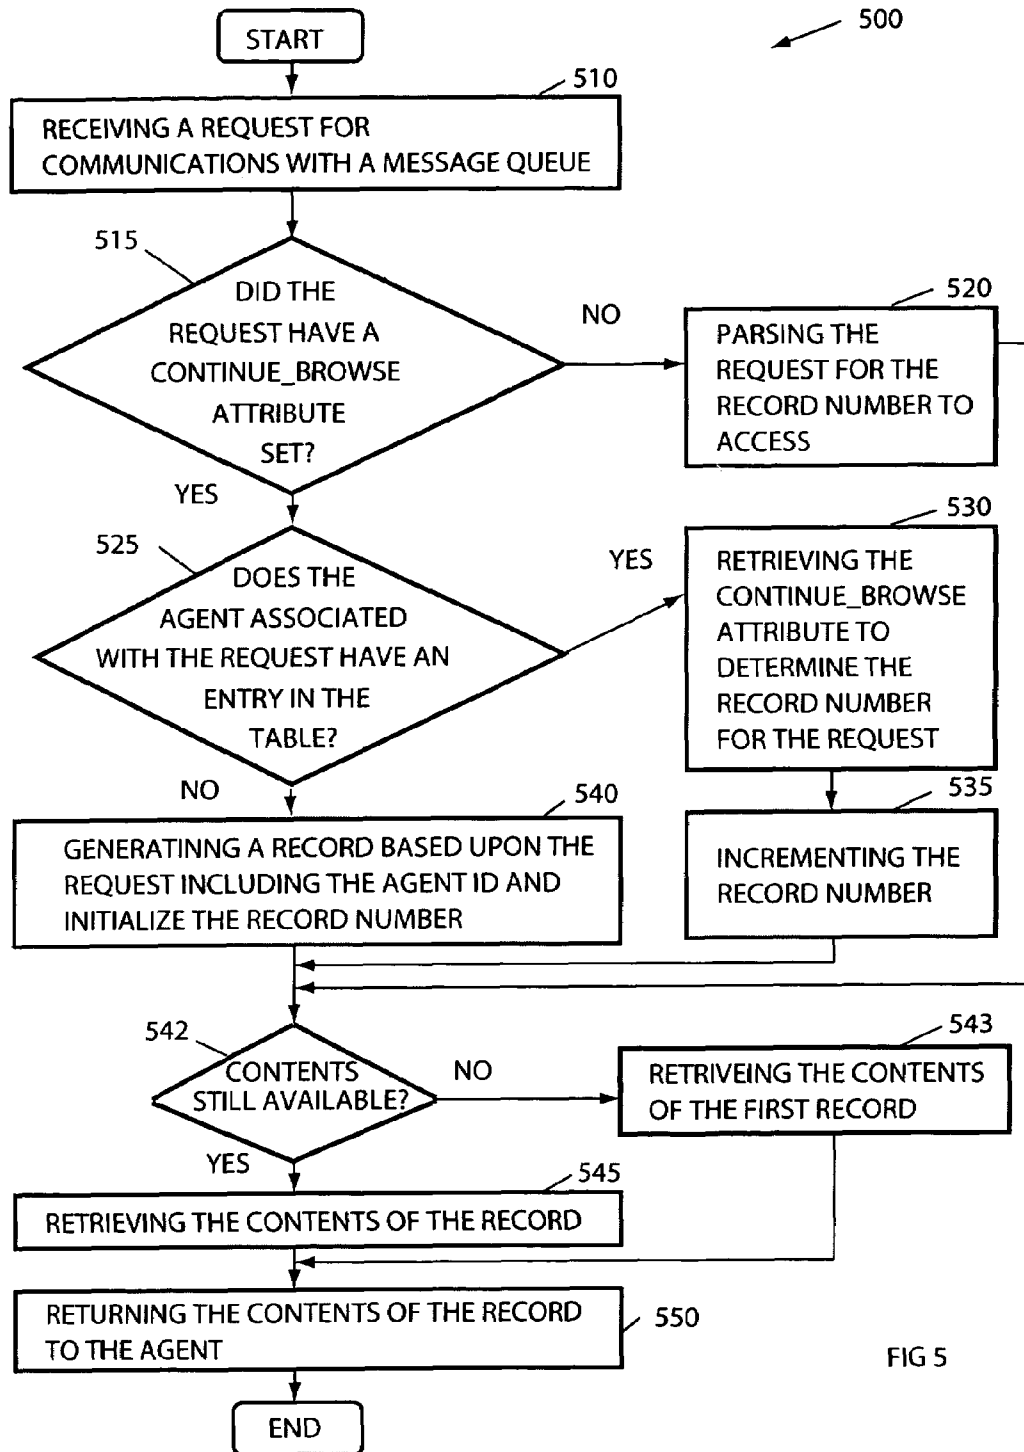 START
500
510
RECEIVING A REQUEST FOR
COMMUNICATIONS WITH A MESSAGE QUEUE
515
DID THE
REQUEST HAVE A
CONTINUE_BROWSE
ATTRIBUTE
SET?
NO
520
PARSING THE
REQUEST FOR THE
RECORD NUMBER TO
ACCESS
YES
525
DOES THE
AGENT ASSOCIATED
WITH THE REQUEST HAVE AN
ENTRY IN THE
TABLE?
YES
530
RETRIEVING THE
CONTINUE_BROWSE
ATTRIBUTE TO
DETERMINE THE
RECORD NUMBER
FOR THE REQUEST
NO
540
GENERATINNG A RECORD BASED UPON THE
REQUEST INCLUDING THE AGENT ID AND
INITIALIZE THE RECORD NUMBER
535
INCREMENTING THE
RECORD NUMBER
542
CONTENTS
STILL AVAILABLE?
NO
543
RETRIVEING THE CONTENTS
OF THE FIRST RECORD
YES
545
RETRIEVING THE CONTENTS OF THE RECORD
RETURNING THE CONTENTS OF THE RECORD
TO THE AGENT
550
FIG 5
END